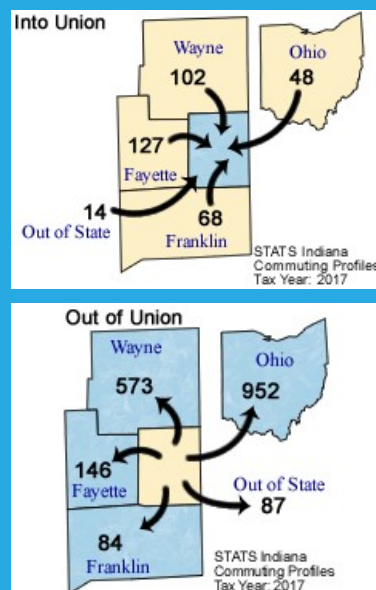 Into Union
Wayne
102
Ohio
48
127
Fayette
14
Out of State
68
Franklin
STATS Indiana
Commuting Profiles
Tax Year: 2017
Out of Union
Wayne
573
Ohio
952
146
Fayette
Out of State
87
84
Franklin
STATS Indiana
Commuting Profiles
Tax Year: 2017